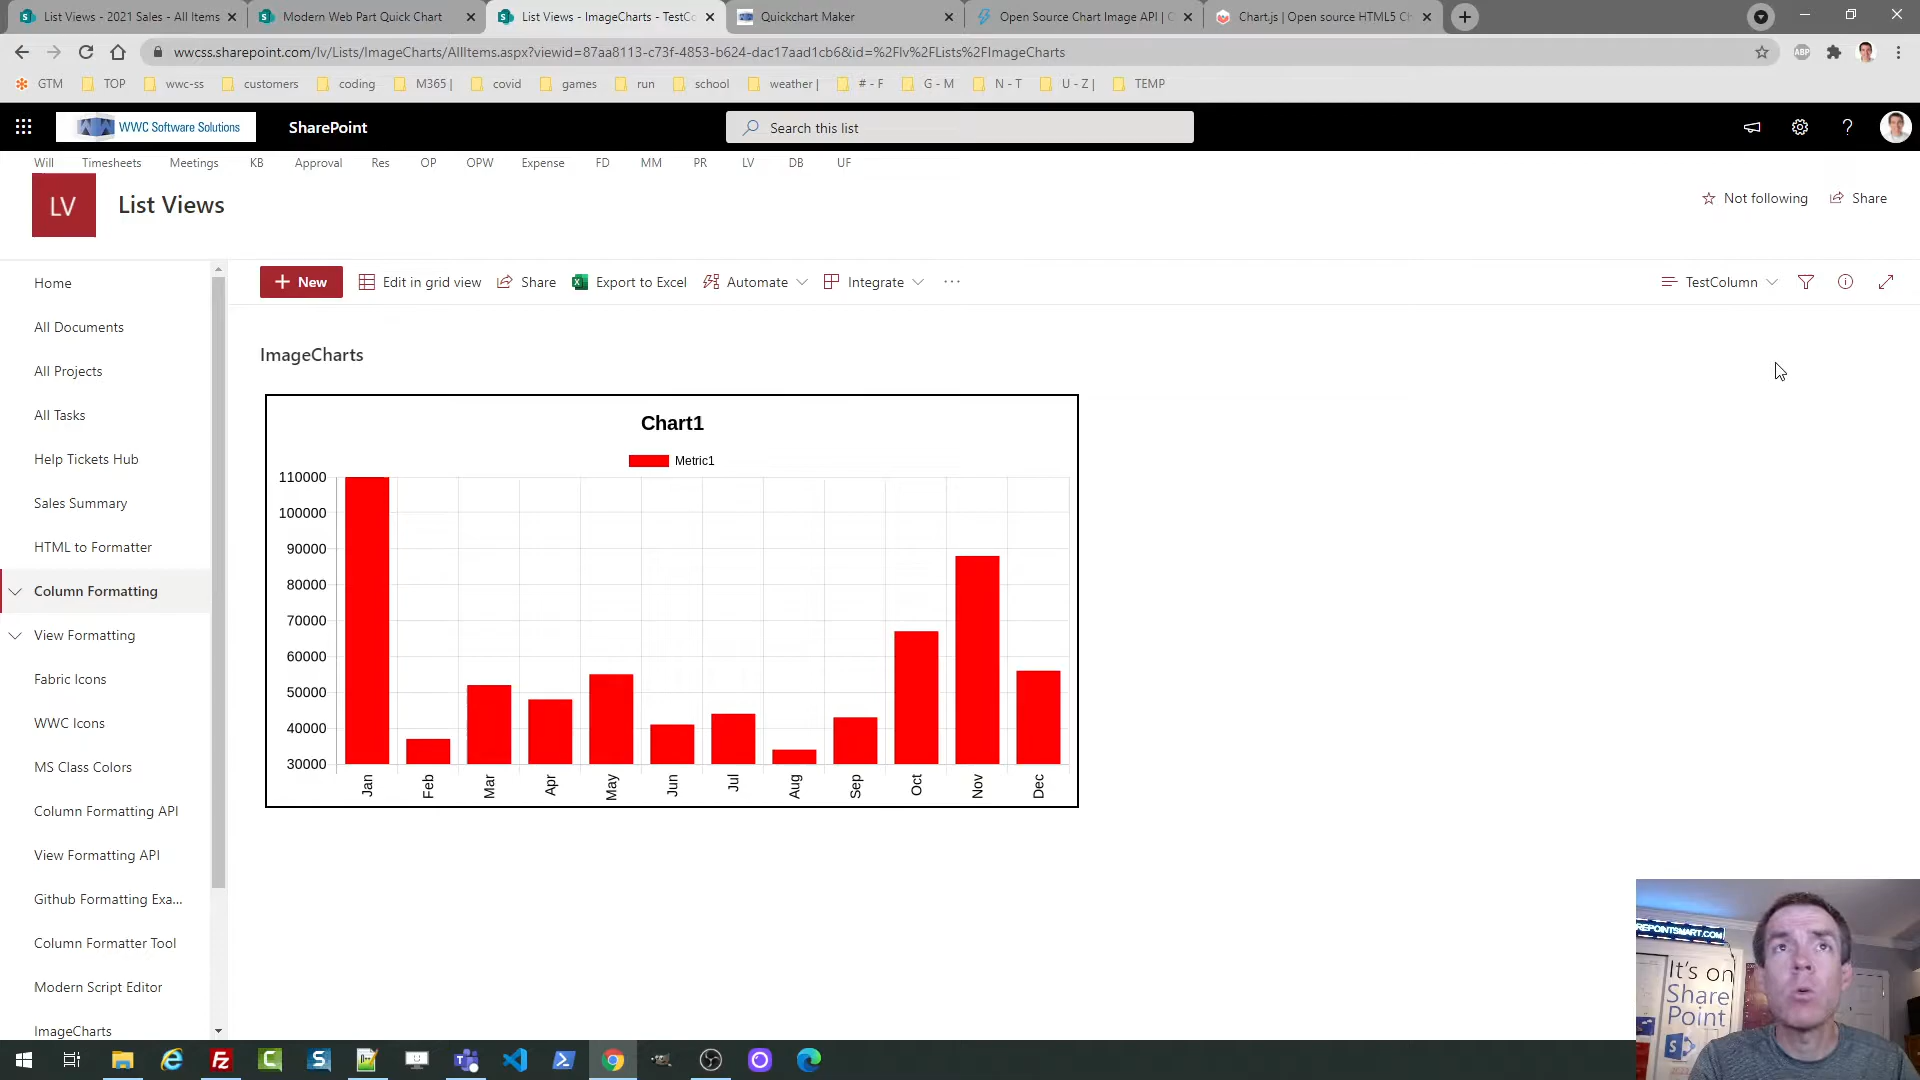 List Views - 2021 Sales - All Items
Modern Web Part Quick Chart
List Views - ImageCharts - TestCo
Quickchart Maker
Open Source Chart Image API | C
Chart.js | Open source HTML5 Ch
wwcss.sharepoint.com/lv/Lists/ImageCharts/AllItems.aspx?viewid=87aa8113-c73f-4853-b624-dac17aad1cb6&id=%2Flv%2FLists%2FImageCharts
ABP
GTM TOP wwc-ss customers coding M365 | covid games run school weather | # - F G - M N - T U - Z | TEMP
WWC Software Solutions
SharePoint
Search this list
Will Timesheets Meetings KB Approval Res OP OPW Expense FD MM PR LV DB UF
LV
List Views
Not following
Share
New
Edit in grid view
Share
Export to Excel
Automate
Integrate
TestColumn
Home
All Documents
All Projects
All Tasks
Help Tickets Hub
Sales Summary
HTML to Formatter
Column Formatting
View Formatting
Fabric Icons
WWC Icons
MS Class Colors
Column Formatting API
View Formatting API
Github Formatting Exa...
Column Formatter Tool
Modern Script Editor
ImageCharts
ImageCharts
Chart1
Metric1
110000
100000
90000
80000
70000
60000
50000
40000
30000
Jan Feb Mar Apr May Jun Jul Aug Sep Oct Nov Dec
REPOINTSMART.COM
It's on
Share
Point